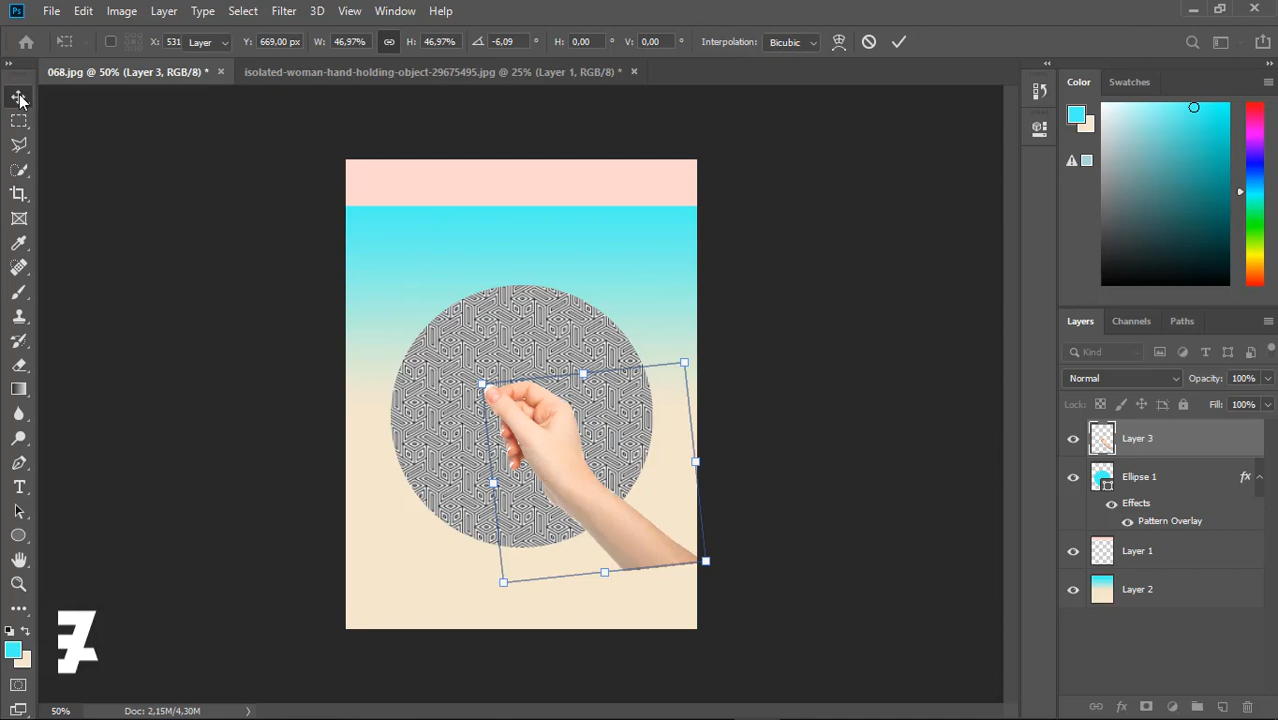 Ps File Edit Image Layer Type Select Filter 3D View Window Help
X: 531 Layer Y: 669,00 px W: 46,97% H: 46,97% -6,09 ° H: 0,00 ° V: 0,00 ° Interpolation: Bicubic
068.jpg @ 50% (Layer 3, RGB/8) * × isolated-woman-hand-holding-object-29675495.jpg @ 25% (Layer 1, RGB/8) * ×
Color Swatches
Layers Channels Paths
Kind
Normal Opacity: 100%
Lock: Fill: 100%
Layer 3
Ellipse 1 fx
Effects
Pattern Overlay
Layer 1
Layer 2
50% Doc: 2,15M/4,30M
fx